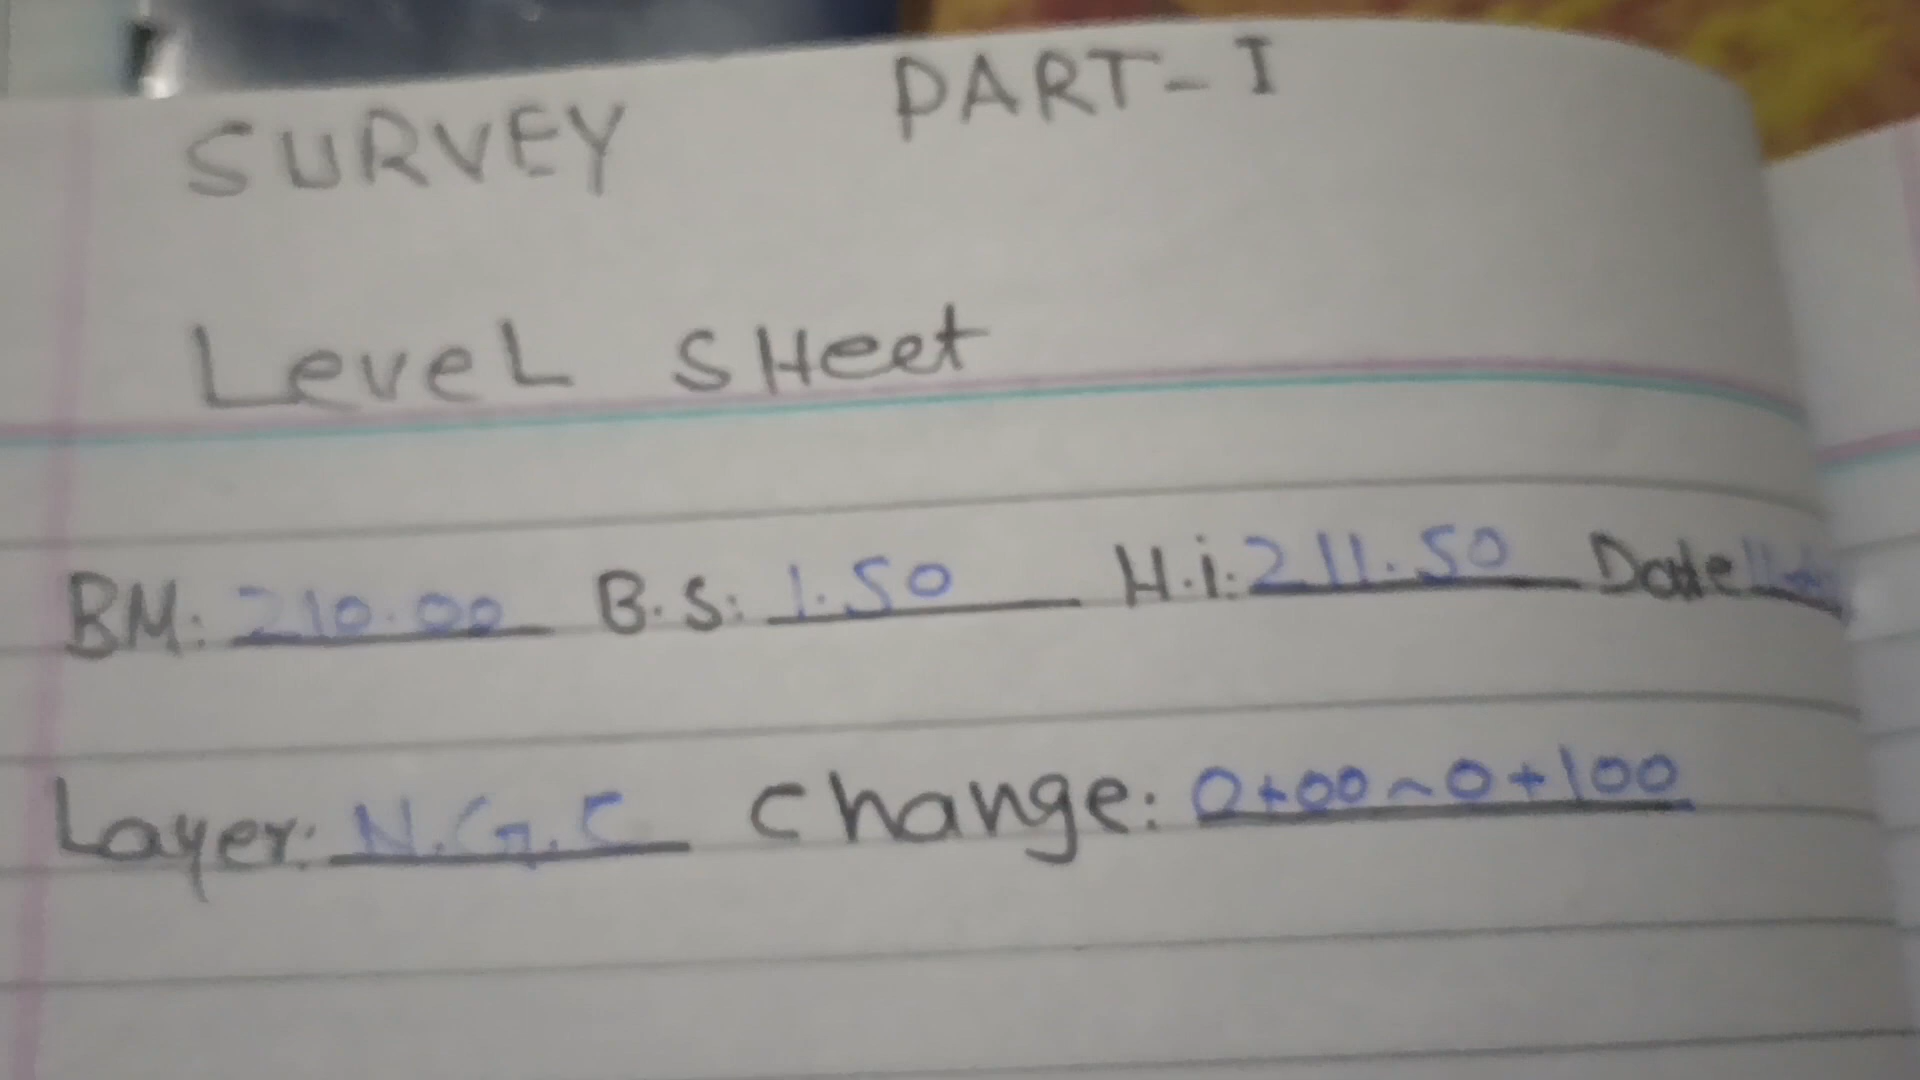 SURVEY PART-I
LeveL SHeet
BM: 210.00 B.S: 1.50 H.i: 211.50 Date
Layer: N.G.C change: 0+00~0+100